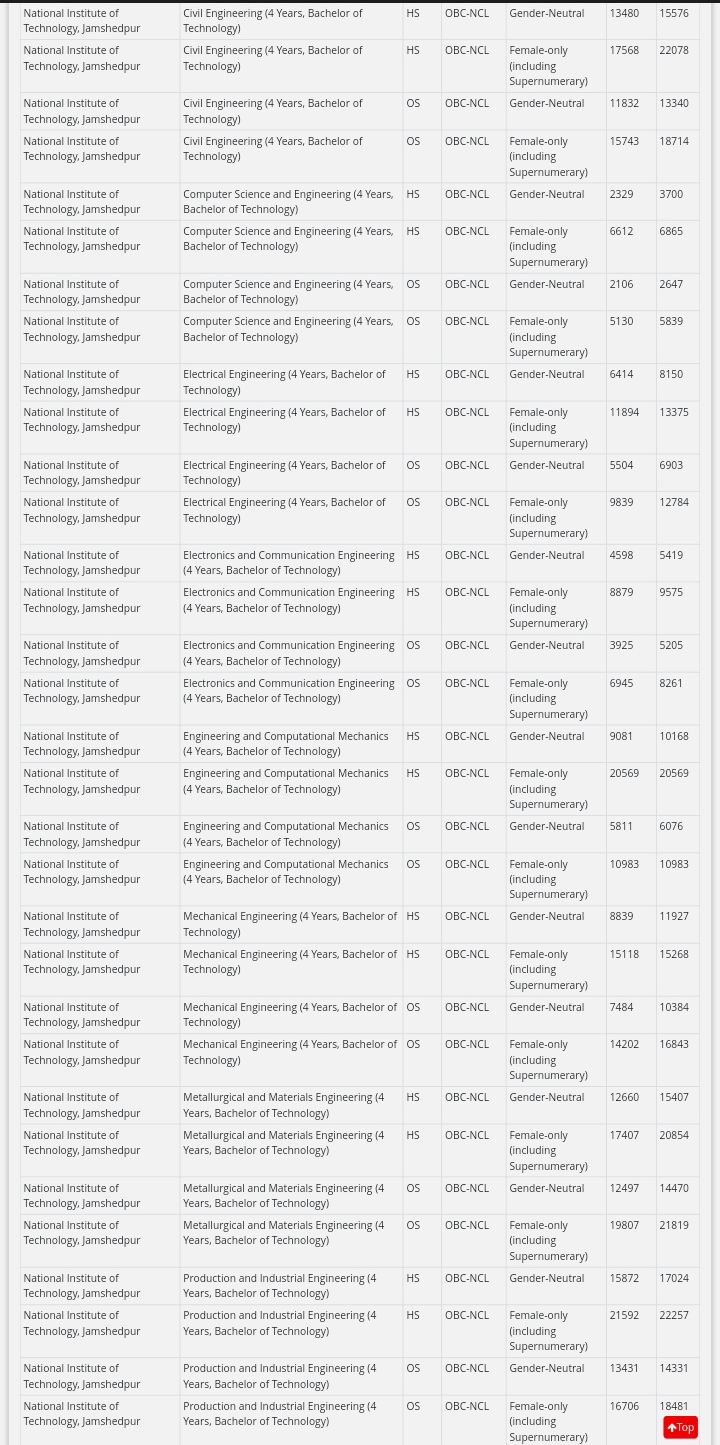 National Institute of Technology, Jamshedpur Civil Engineering (4 Years, Bachelor of Technology) HS OBC-NCL Gender-Neutral 13480 15576
National Institute of Technology, Jamshedpur Civil Engineering (4 Years, Bachelor of Technology) HS OBC-NCL Female-only (including Supernumerary) 17568 22078
National Institute of Technology, Jamshedpur Civil Engineering (4 Years, Bachelor of Technology) OS OBC-NCL Gender-Neutral 11832 13340
National Institute of Technology, Jamshedpur Civil Engineering (4 Years, Bachelor of Technology) OS OBC-NCL Female-only (including Supernumerary) 15743 18714
National Institute of Technology, Jamshedpur Computer Science and Engineering (4 Years, Bachelor of Technology) HS OBC-NCL Gender-Neutral 2329 3700
National Institute of Technology, Jamshedpur Computer Science and Engineering (4 Years, Bachelor of Technology) HS OBC-NCL Female-only (including Supernumerary) 6612 6865
National Institute of Technology, Jamshedpur Computer Science and Engineering (4 Years, Bachelor of Technology) OS OBC-NCL Gender-Neutral 2106 2647
National Institute of Technology, Jamshedpur Computer Science and Engineering (4 Years, Bachelor of Technology) OS OBC-NCL Female-only (including Supernumerary) 5130 5839
National Institute of Technology, Jamshedpur Electrical Engineering (4 Years, Bachelor of Technology) HS OBC-NCL Gender-Neutral 6414 8150
National Institute of Technology, Jamshedpur Electrical Engineering (4 Years, Bachelor of Technology) HS OBC-NCL Female-only (including Supernumerary) 11894 13375
National Institute of Technology, Jamshedpur Electrical Engineering (4 Years, Bachelor of Technology) OS OBC-NCL Gender-Neutral 5504 6903
National Institute of Technology, Jamshedpur Electrical Engineering (4 Years, Bachelor of Technology) OS OBC-NCL Female-only (including Supernumerary) 9839 12784
National Institute of Technology, Jamshedpur Electronics and Communication Engineering (4 Years, Bachelor of Technology) HS OBC-NCL Gender-Neutral 4598 5419
National Institute of Technology, Jamshedpur Electronics and Communication Engineering (4 Years, Bachelor of Technology) HS OBC-NCL Female-only (including Supernumerary) 8879 9575
National Institute of Technology, Jamshedpur Electronics and Communication Engineering (4 Years, Bachelor of Technology) OS OBC-NCL Gender-Neutral 3925 5205
National Institute of Technology, Jamshedpur Electronics and Communication Engineering (4 Years, Bachelor of Technology) OS OBC-NCL Female-only (including Supernumerary) 6945 8261
National Institute of Technology, Jamshedpur Engineering and Computational Mechanics (4 Years, Bachelor of Technology) HS OBC-NCL Gender-Neutral 9081 10168
National Institute of Technology, Jamshedpur Engineering and Computational Mechanics (4 Years, Bachelor of Technology) HS OBC-NCL Female-only (including Supernumerary) 20569 20569
National Institute of Technology, Jamshedpur Engineering and Computational Mechanics (4 Years, Bachelor of Technology) OS OBC-NCL Gender-Neutral 5811 6076
National Institute of Technology, Jamshedpur Engineering and Computational Mechanics (4 Years, Bachelor of Technology) OS OBC-NCL Female-only (including Supernumerary) 10983 10983
National Institute of Technology, Jamshedpur Mechanical Engineering (4 Years, Bachelor of Technology) HS OBC-NCL Gender-Neutral 8839 11927
National Institute of Technology, Jamshedpur Mechanical Engineering (4 Years, Bachelor of Technology) HS OBC-NCL Female-only (including Supernumerary) 15118 15268
National Institute of Technology, Jamshedpur Mechanical Engineering (4 Years, Bachelor of Technology) OS OBC-NCL Gender-Neutral 7484 10384
National Institute of Technology, Jamshedpur Mechanical Engineering (4 Years, Bachelor of Technology) OS OBC-NCL Female-only (including Supernumerary) 14202 16843
National Institute of Technology, Jamshedpur Metallurgical and Materials Engineering (4 Years, Bachelor of Technology) HS OBC-NCL Gender-Neutral 12660 15407
National Institute of Technology, Jamshedpur Metallurgical and Materials Engineering (4 Years, Bachelor of Technology) HS OBC-NCL Female-only (including Supernumerary) 17407 20854
National Institute of Technology, Jamshedpur Metallurgical and Materials Engineering (4 Years, Bachelor of Technology) OS OBC-NCL Gender-Neutral 12497 14470
National Institute of Technology, Jamshedpur Metallurgical and Materials Engineering (4 Years, Bachelor of Technology) OS OBC-NCL Female-only (including Supernumerary) 19807 21819
National Institute of Technology, Jamshedpur Production and Industrial Engineering (4 Years, Bachelor of Technology) HS OBC-NCL Gender-Neutral 15872 17024
National Institute of Technology, Jamshedpur Production and Industrial Engineering (4 Years, Bachelor of Technology) HS OBC-NCL Female-only (including Supernumerary) 21592 22257
National Institute of Technology, Jamshedpur Production and Industrial Engineering (4 Years, Bachelor of Technology) OS OBC-NCL Gender-Neutral 13431 14331
National Institute of Technology, Jamshedpur Production and Industrial Engineering (4 Years, Bachelor of Technology) OS OBC-NCL Female-only (including Supernumerary) 16706 18481
Top